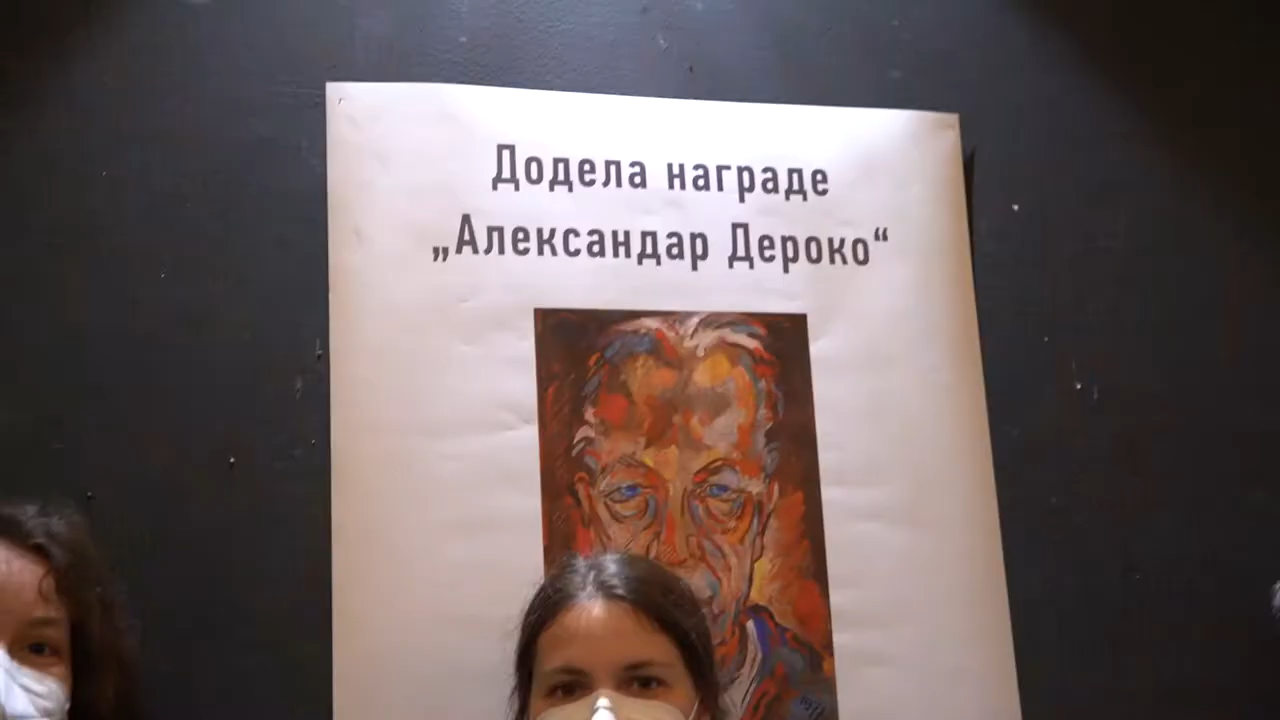 Додела награде
„Александар Дероко“